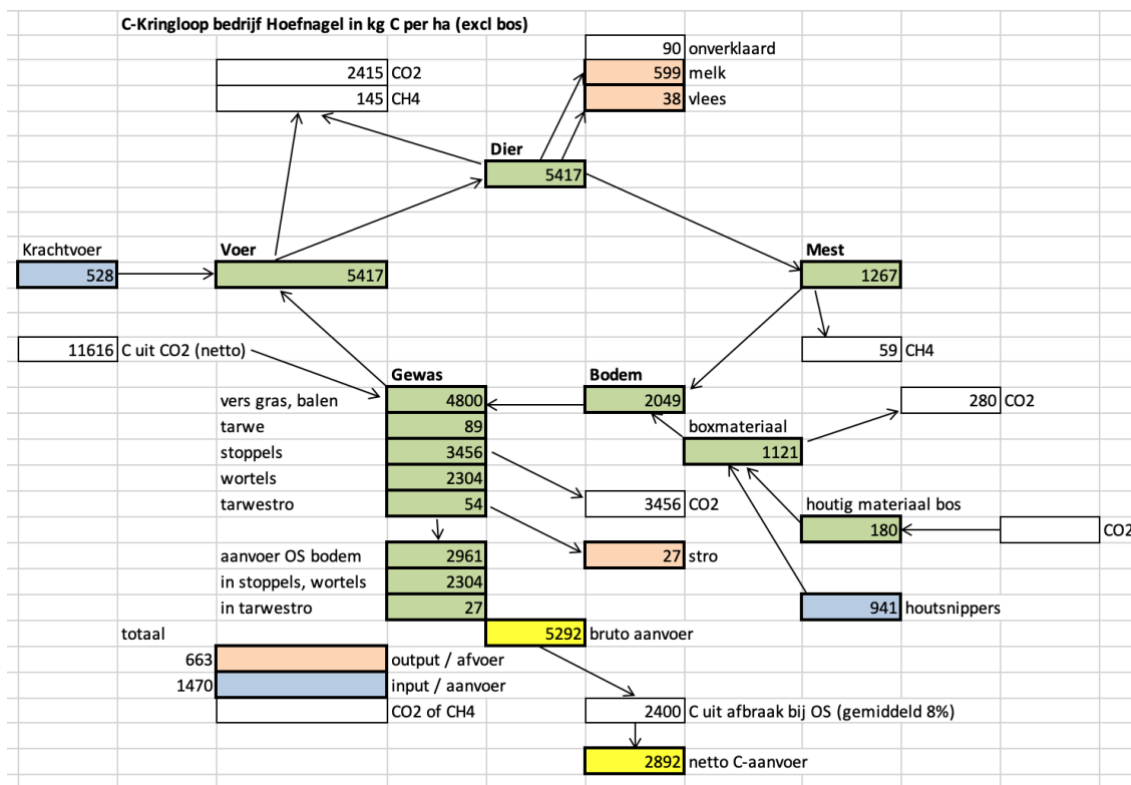 C-Kringloop bedrijf Hoefnagel in kg C per ha (excl bos)
90 onverklaard
2415 CO2 599 melk
145 CH4 38 vlees
Dier
5417
Krachtvoer Voer Mest
528 5417 1267
11616 C uit CO2 (netto) 59 CH4
Gewas Bodem
vers gras, balen 4800 2049 280 CO2
tarwe 89 boxmateriaal
stoppels 3456 1121
wortels 2304
tarwestro 54 3456 CO2 houtig materiaal bos
180 CO2
aanvoer OS bodem 2961 27 stro
in stoppels, wortels 2304
in tarwestro 27 941 houtsnippers
totaal 5292 bruto aanvoer
663 output / afvoer
1470 input / aanvoer
CO2 of CH4 2400 C uit afbraak bij OS (gemiddeld 8%)
2892 netto C-aanvoer